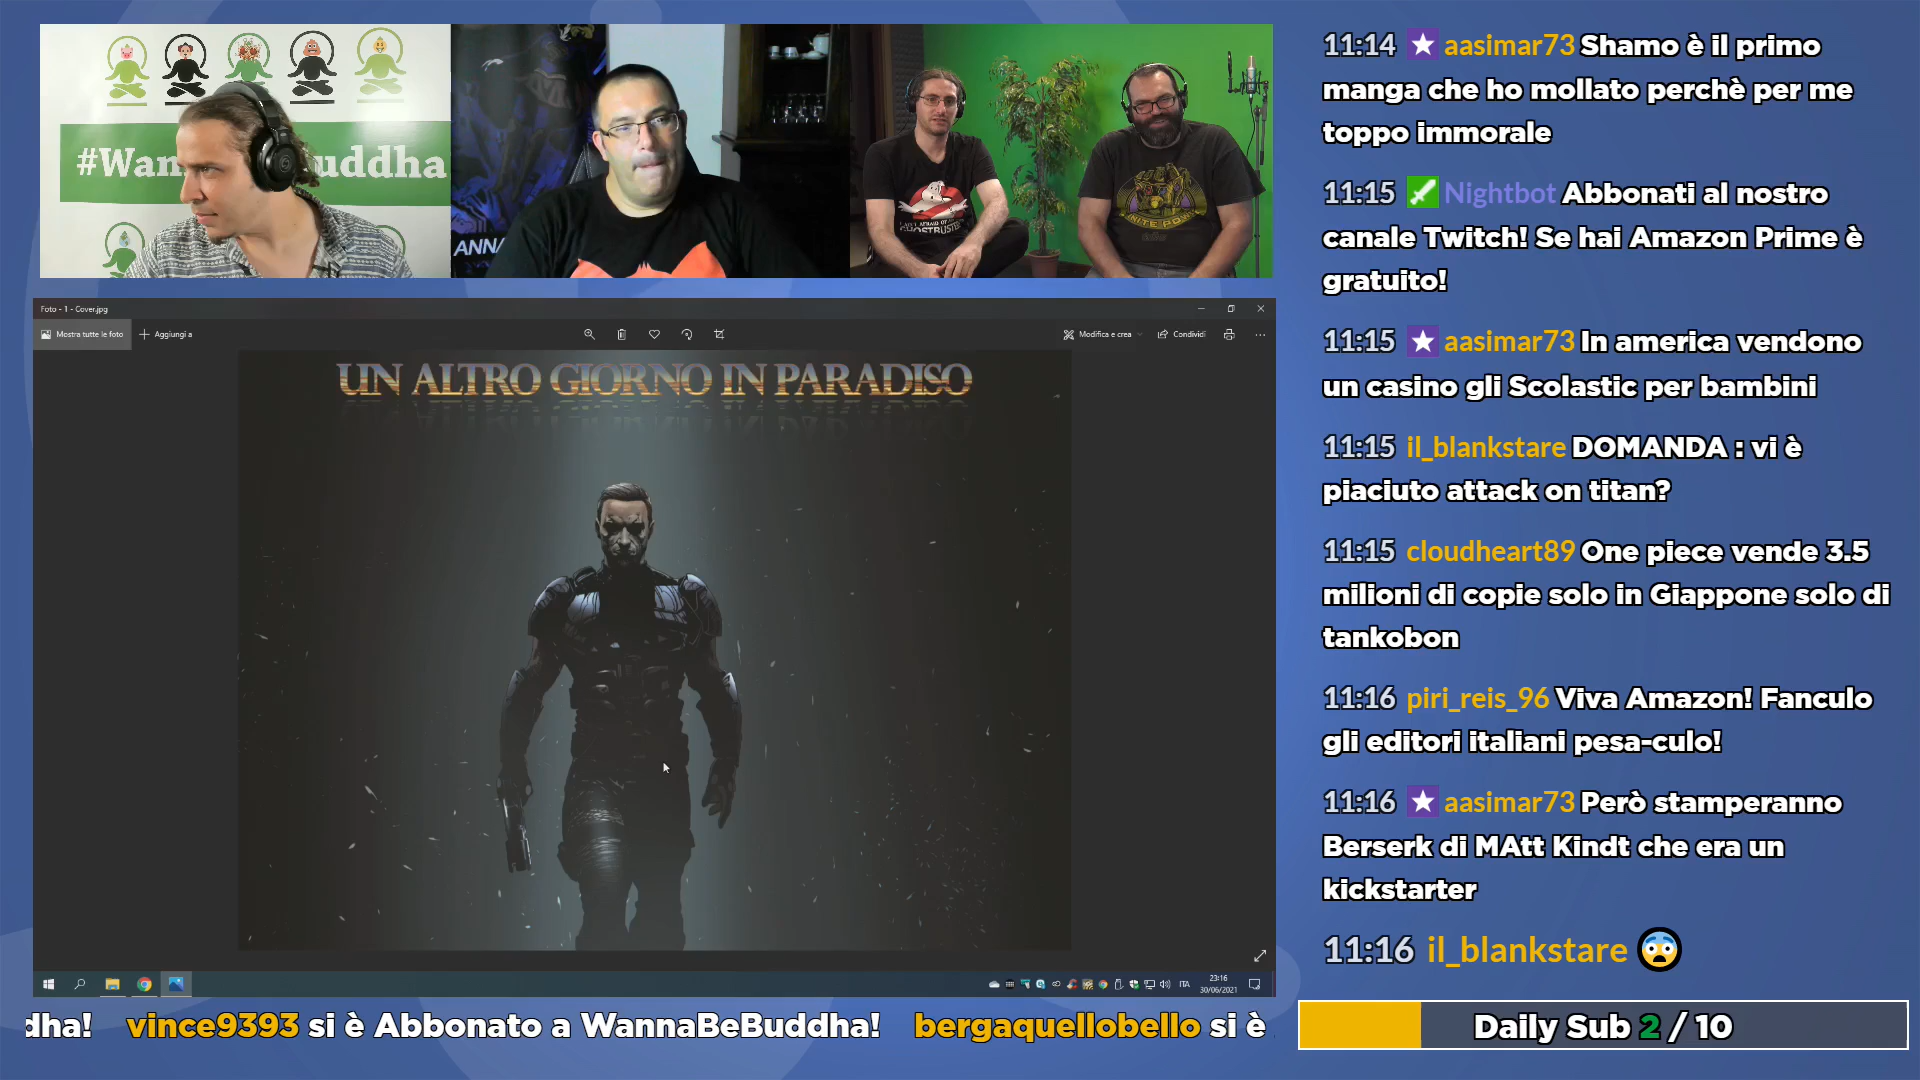 #Wan
uddha
ANNA
GHOSTBUSTER
Foto - 1 - Cover.jpg
Mostra tutte le foto
Aggiungi a
Modifica e crea
Condividi
UN ALTRO GIORNO IN PARADISO
ITA
23:16
30/06/2021
11:14 aasimar73 Shamo è il primo
manga che ho mollato perchè per me
toppo immorale
11:15 Nightbot Abbonati al nostro
canale Twitch! Se hai Amazon Prime è
gratuito!
11:15 aasimar73 In america vendono
un casino gli Scolastic per bambini
11:15 il_blankstare DOMANDA : vi è
piaciuto attack on titan?
11:15 cloudheart89 One piece vende 3.5
milioni di copie solo in Giappone solo di
tankobon
11:16 piri_reis_96 Viva Amazon! Fanculo
gli editori italiani pesa-culo!
11:16 aasimar73 Però stamperanno
Berserk di MAtt Kindt che era un
kickstarter
11:16 il_blankstare
dha! vince9393 si è Abbonato a WannaBeBuddha! bergaquellobello si è
Daily Sub 2 / 10